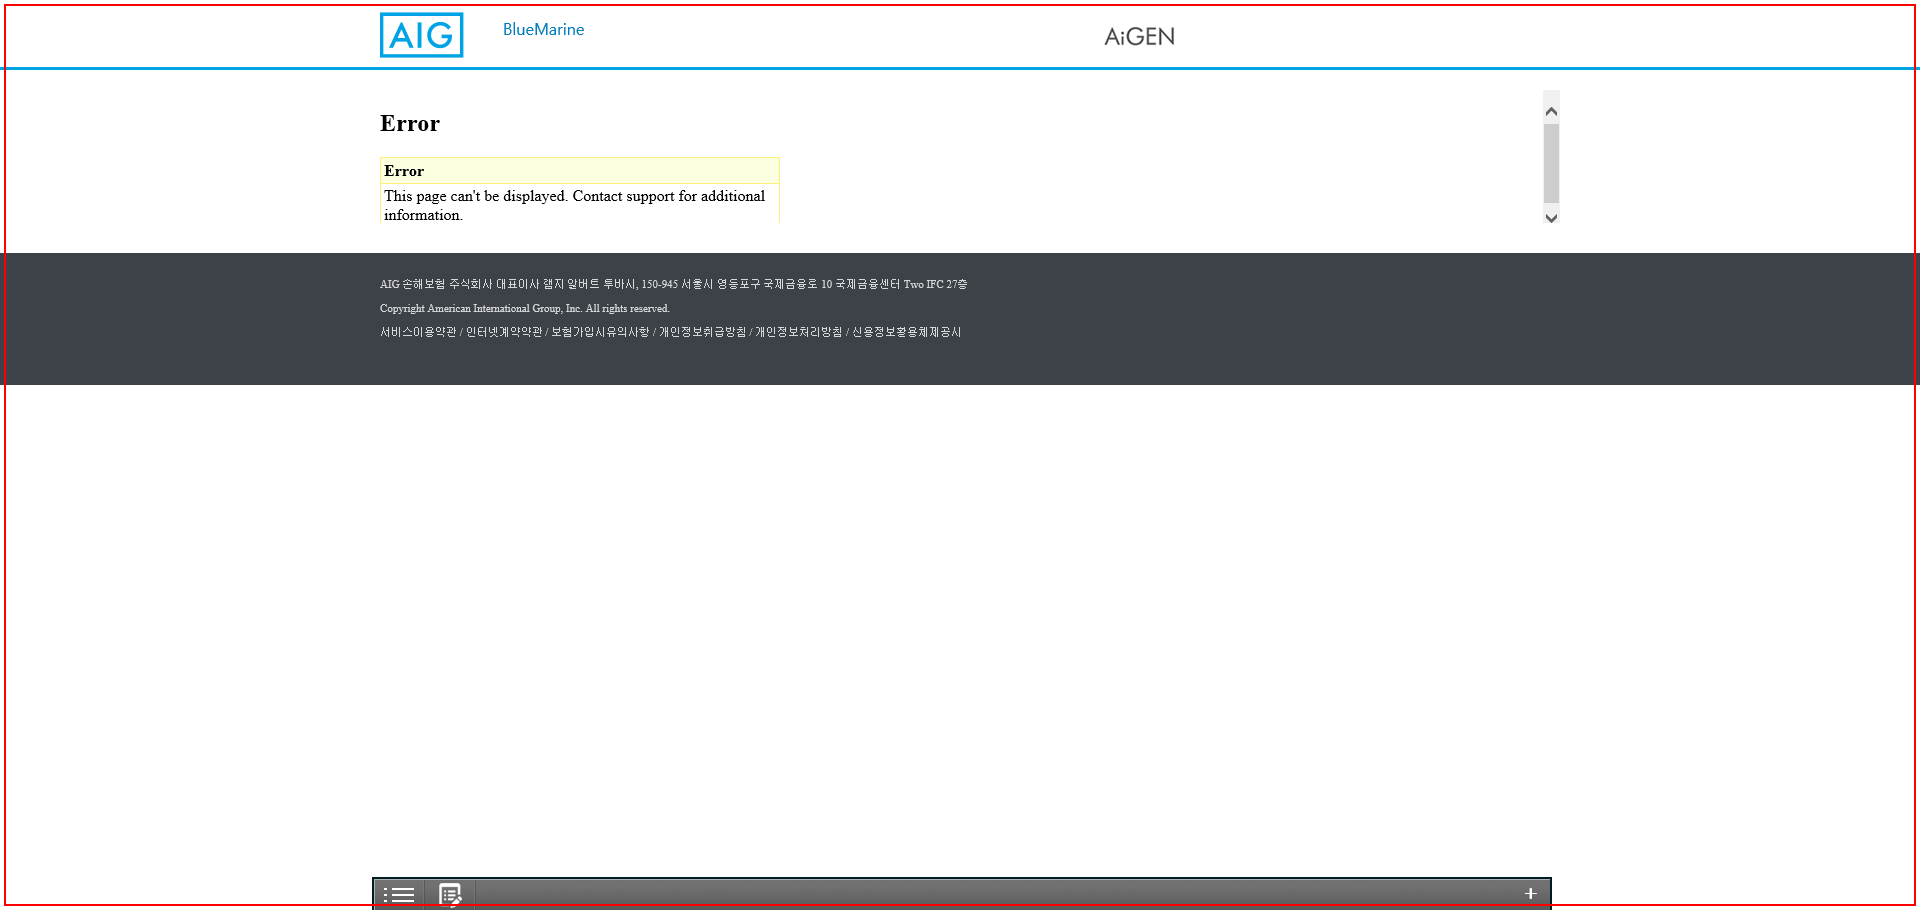 AIG
BlueMarine
AiGEN
Error
Error
This page can't be displayed. Contact support for additional
information.
AIG 손해보험 주식회사 대표이사 램지 알버트 투바시, 150-945 서울시 영등포구 국제금융로 10 국제금융센터 Two IFC 27층
Copyright American International Group, Inc. All rights reserved.
서비스이용약관 / 인터넷계약약관 / 보험가입시유의사항 / 개인정보취급방침 / 개인정보처리방침 / 신용정보활용체제공시